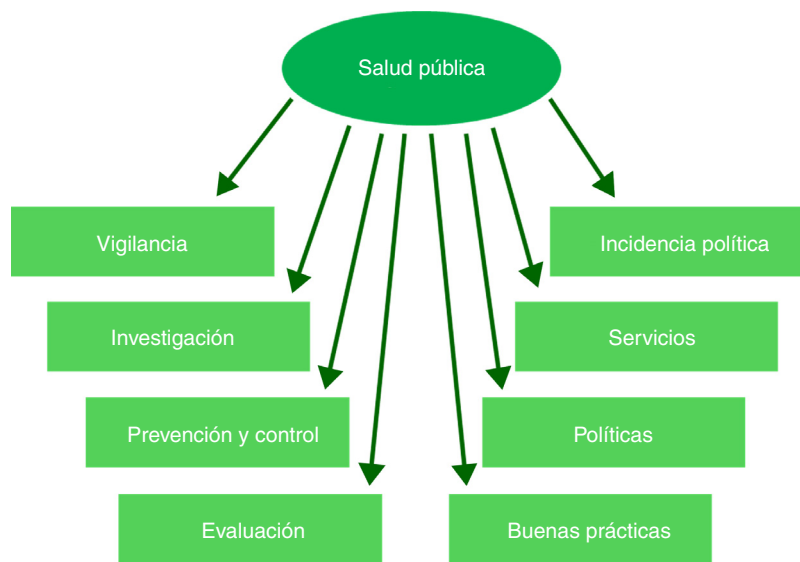 Salud pública
Vigilancia
Incidencia política
Investigación
Servicios
Prevención y control
Políticas
Evaluación
Buenas prácticas